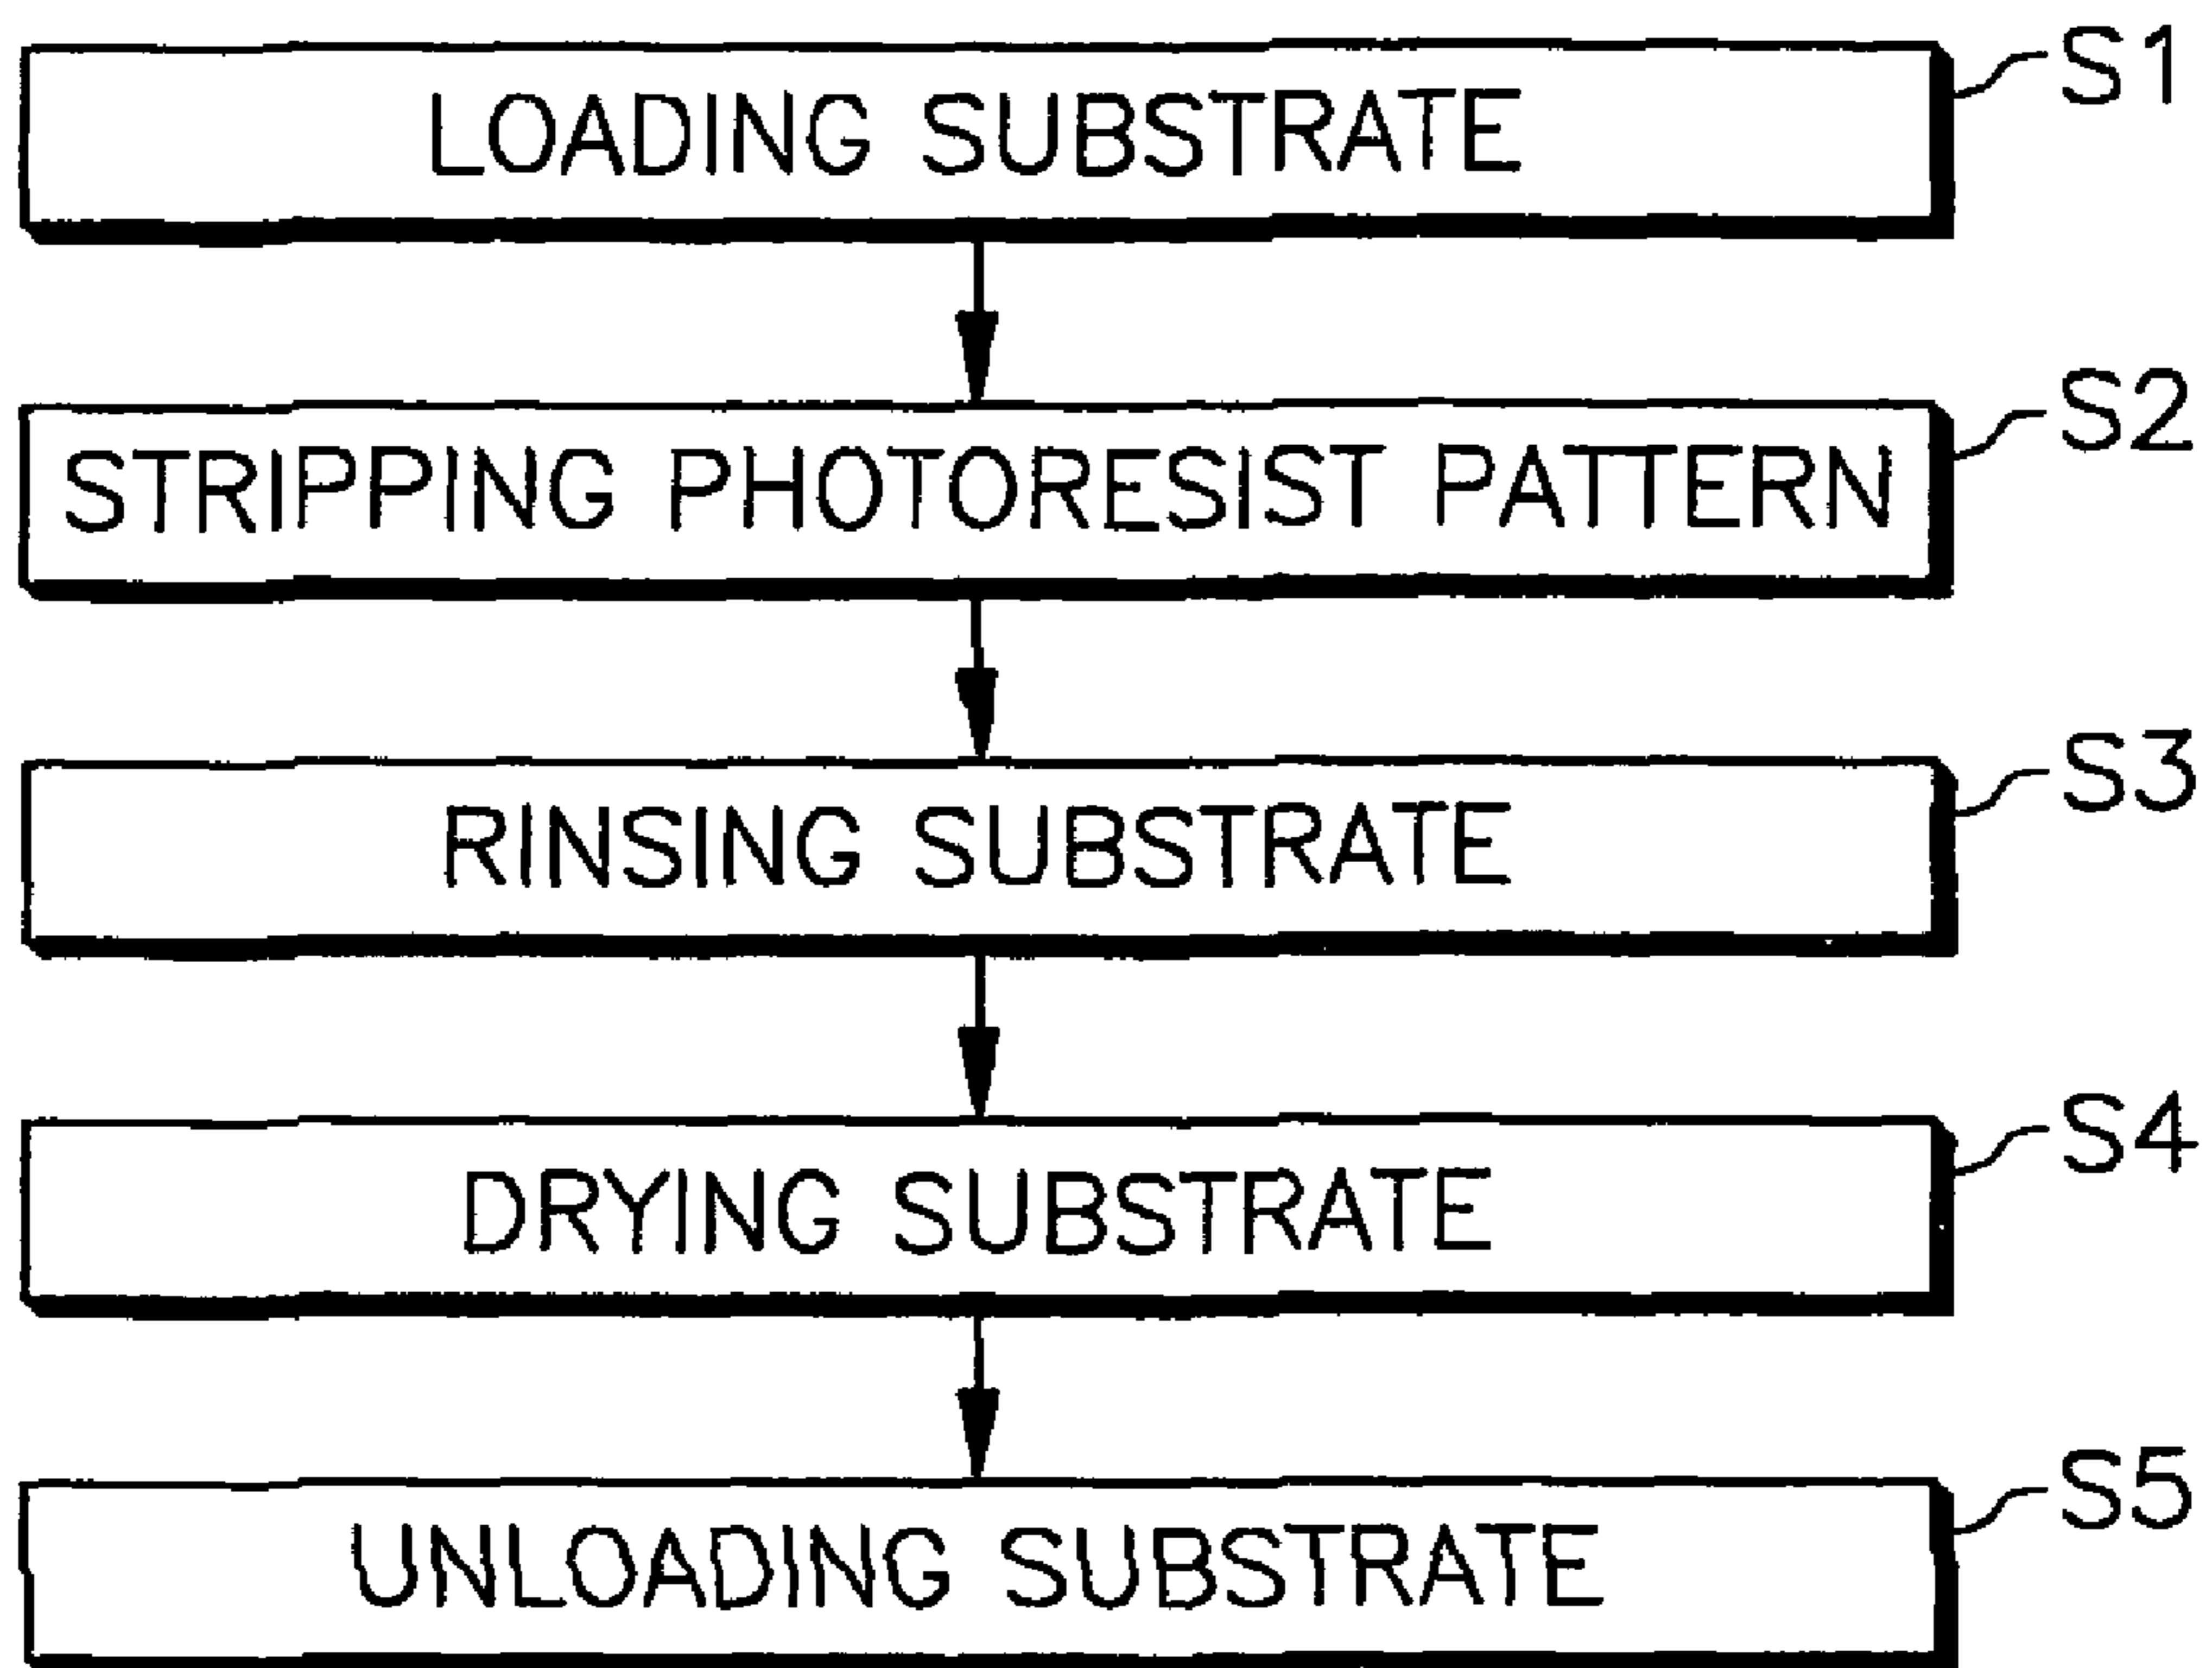 LOADING SUBSTRATE S1
STRIPPING PHOTORESIST PATTERN S2
RINSING SUBSTRATE S3
DRYING SUBSTRATE S4
UNLOADING SUBSTRATE S5